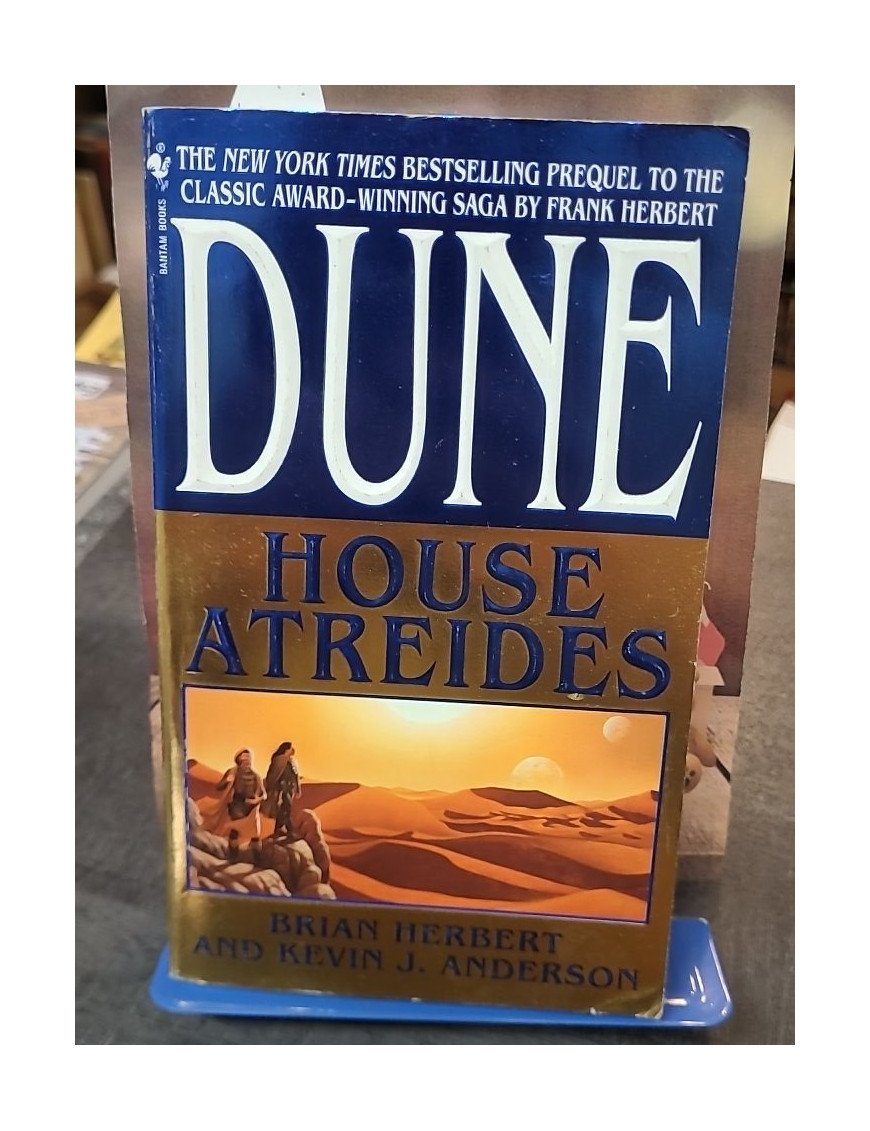 THE NEW YORK TIMES BESTSELLING PREQUEL TO THE
CLASSIC AWARD-WINNING SAGA BY FRANK HERBERT
BANTAM BOOKS
DUNE
HOUSE
ATREIDES
BRIAN HERBERT
AND KEVIN J. ANDERSON